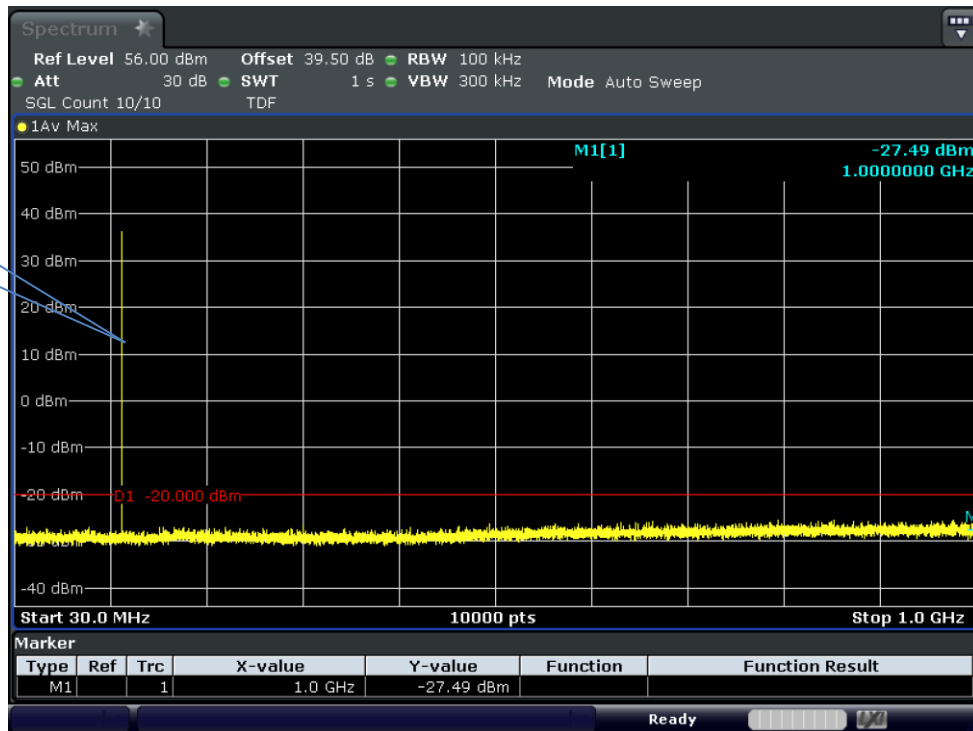 Spectrum
Ref Level 56.00 dBm Offset 39.50 dB RBW 100 kHz
Att 30 dB SWT 1 s VBW 300 kHz Mode Auto Sweep
SGL Count 10/10 TDF
1Av Max
M1[1] -27.49 dBm
1.0000000 GHz
50 dBm
40 dBm
30 dBm
20 dBm
10 dBm
0 dBm
-10 dBm
-20 dBm D1 -20.000 dBm
-40 dBm
Start 30.0 MHz 10000 pts Stop 1.0 GHz
Marker
Type Ref Trc X-value Y-value Function Function Result
M1 1 1.0 GHz -27.49 dBm
Ready